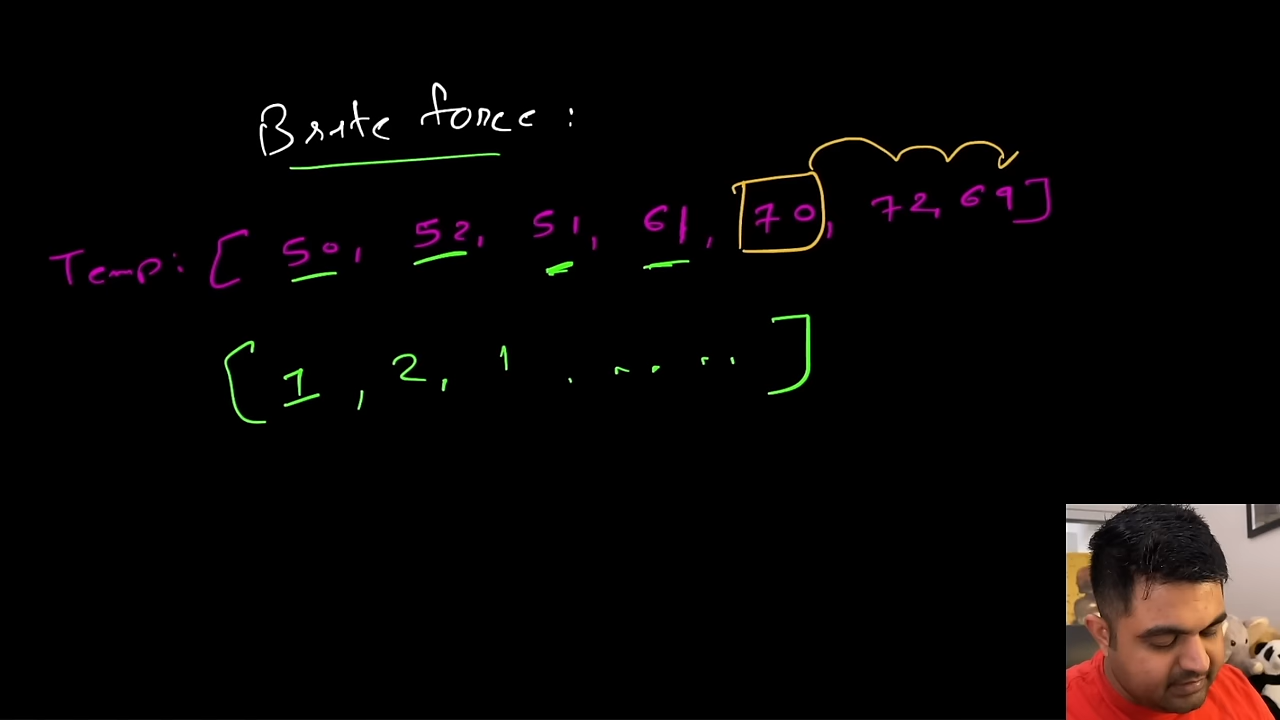 Brute force:
Temp: [ 50, 52, 51, 61, 70, 72, 69]
[ 1, 2, 1 . . . . . . ]